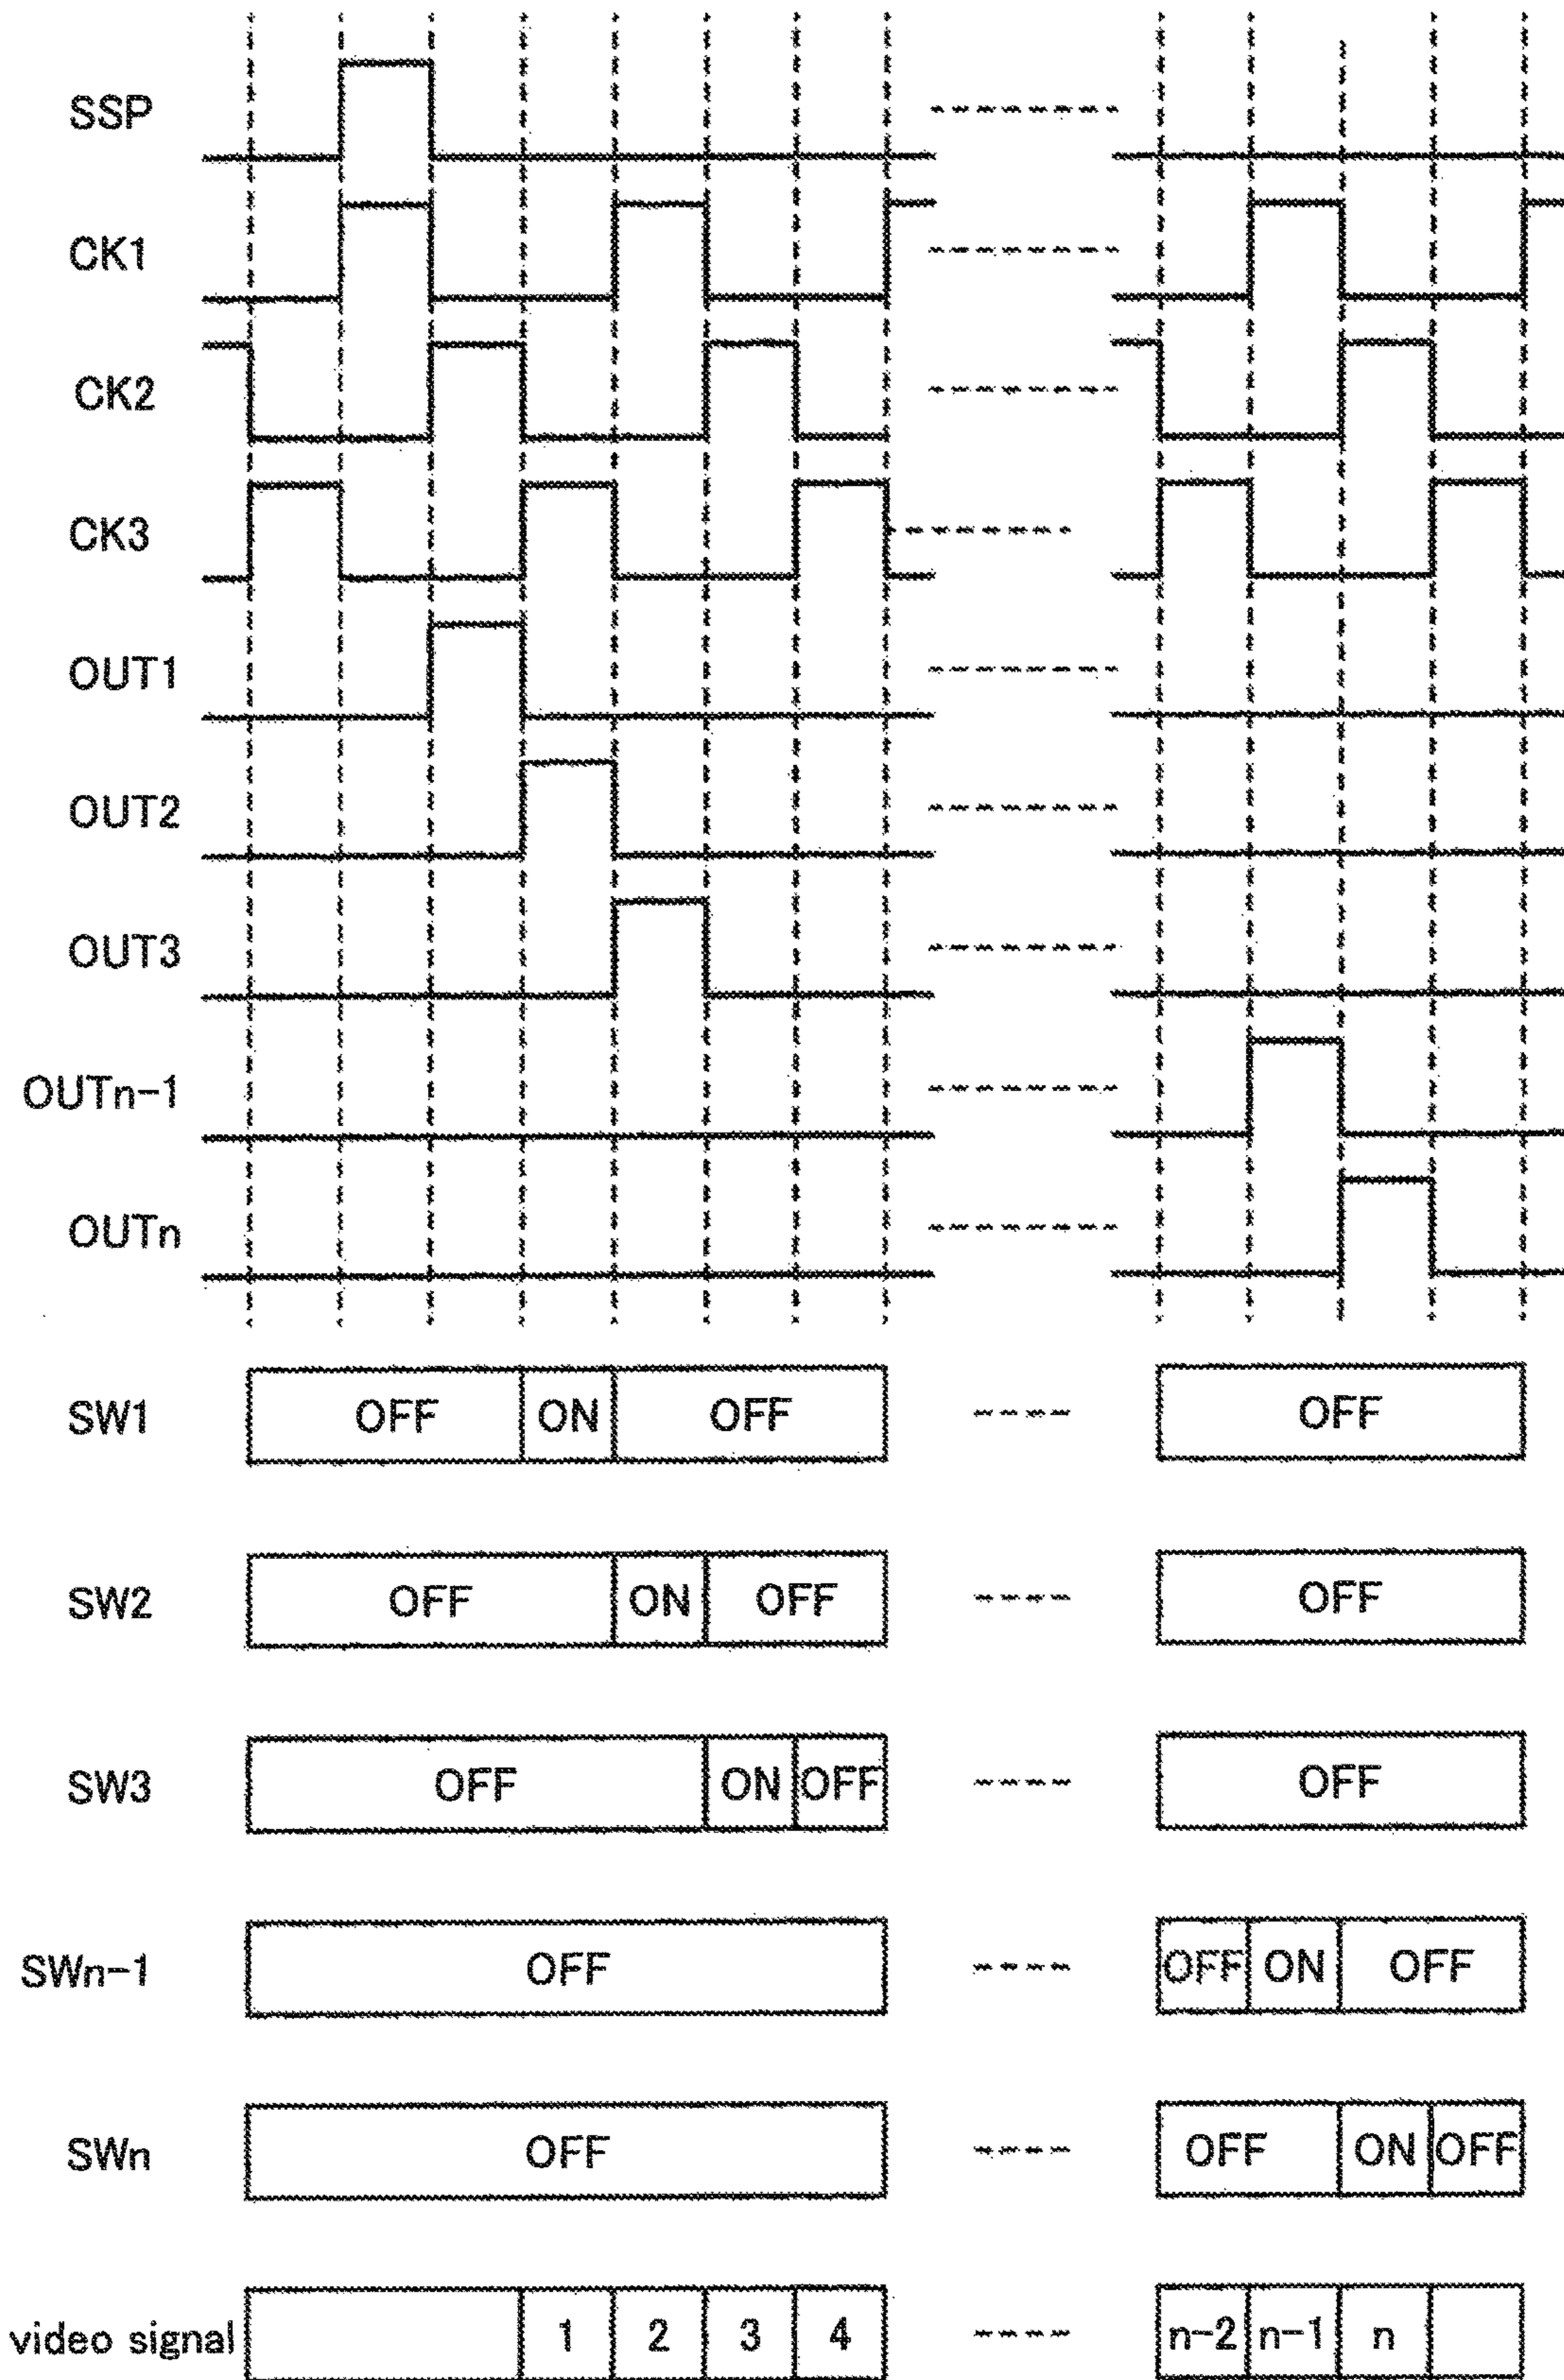 SSP
CK1
CK2
CK3
OUT1
OUT2
OUT3
OUTn-1
OUTn
SW1 OFF ON OFF OFF
SW2 OFF ON OFF OFF
SW3 OFF ON OFF OFF
SWn-1 OFF OFF ON OFF
SWn OFF OFF ON OFF
video signal 1 2 3 4 n-2 n-1 n